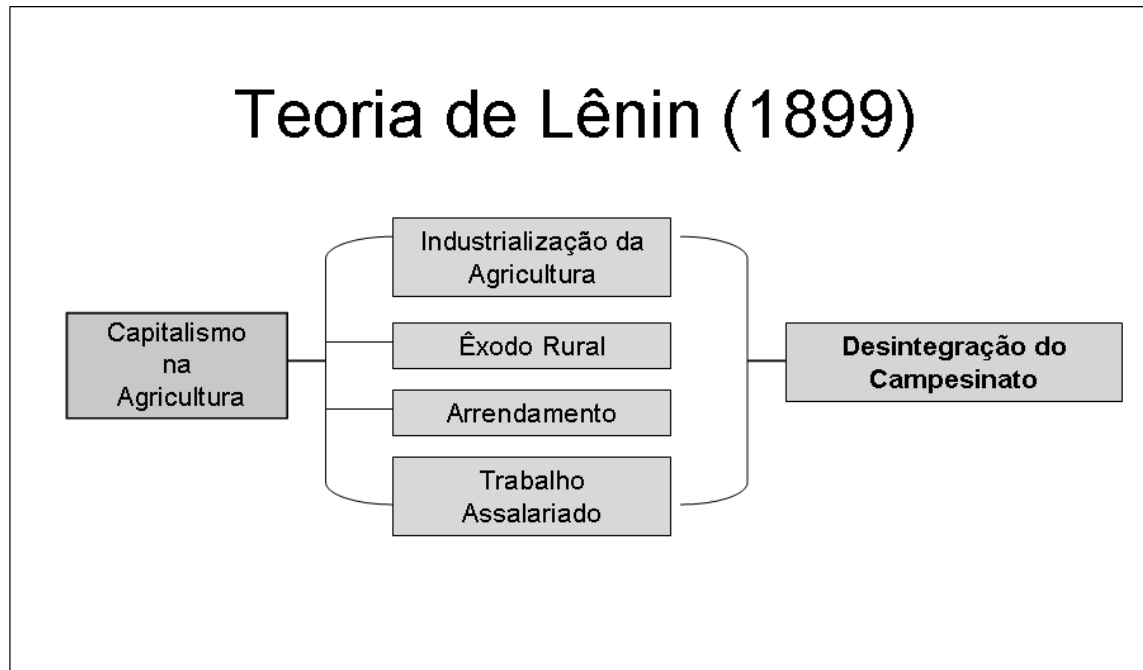 Teoria de Lênin (1899)
Capitalismo
na
Agricultura
Industrialização da
Agricultura
Êxodo Rural
Arrendamento
Trabalho
Assalariado
Desintegração do
Campesinato